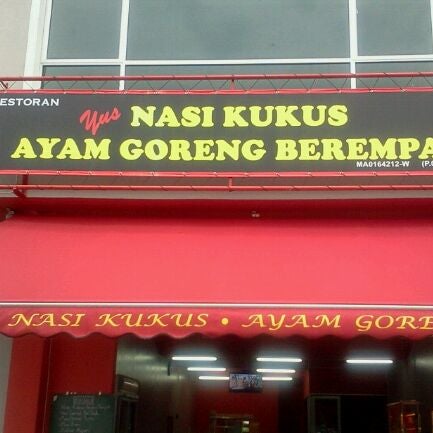 ESTORAN
Yus NASI KUKUS
AYAM GORENG BEREMPA
MA0164212-W (P.
NASI KUKUS • AYAM GORE